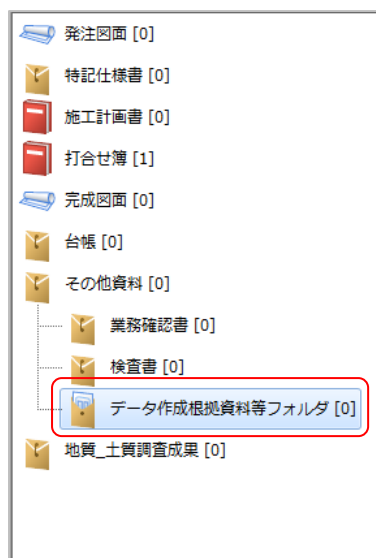 発注図面 [0]
特記仕様書 [0]
施工計画書 [0]
打合せ簿 [1]
完成図面 [0]
台帳 [0]
その他資料 [0]
業務確認書 [0]
検査書 [0]
データ作成根拠資料等フォルダ [0]
地質_土質調査成果 [0]